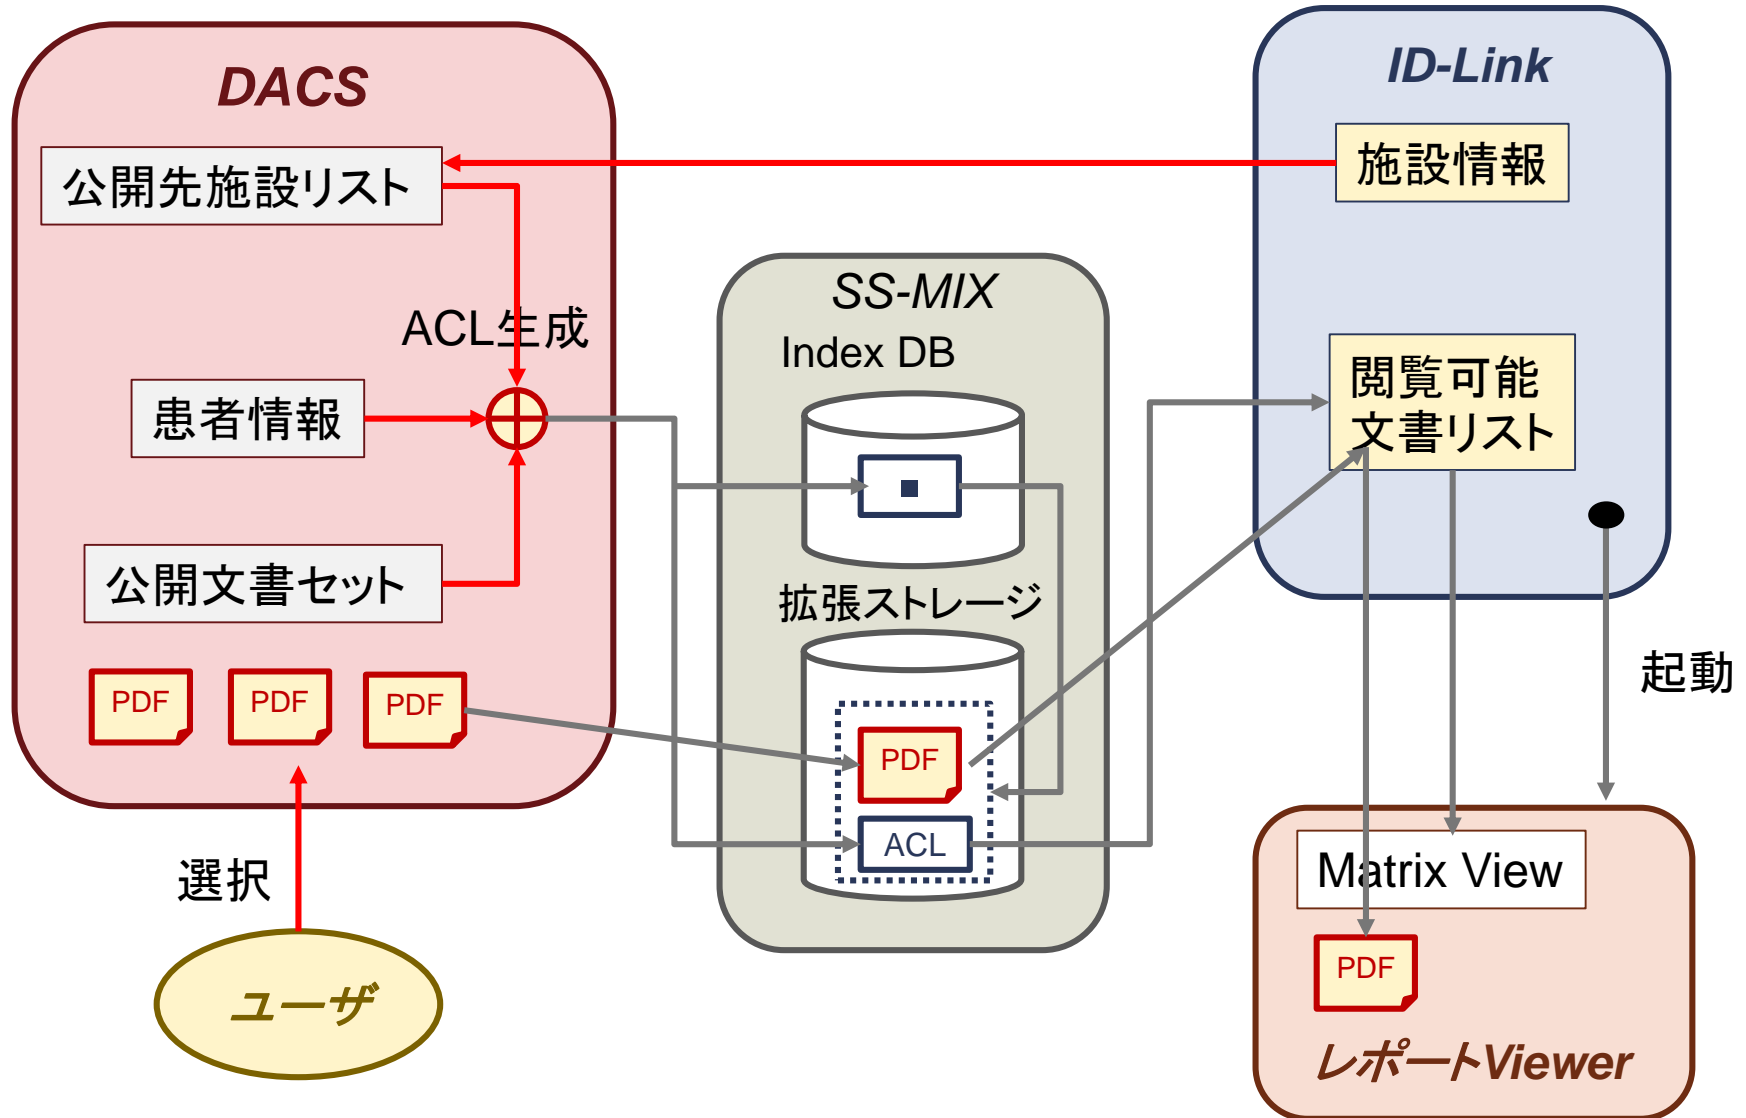 DACS
公開先施設リスト
ACL生成
患者情報
公開文書セット
PDF
PDF
PDF
選択
ユーザ
SS-MIX
Index DB
拡張ストレージ
PDF
ACL
ID-Link
施設情報
閲覧可能
文書リスト
起動
Matrix View
PDF
レポートViewer